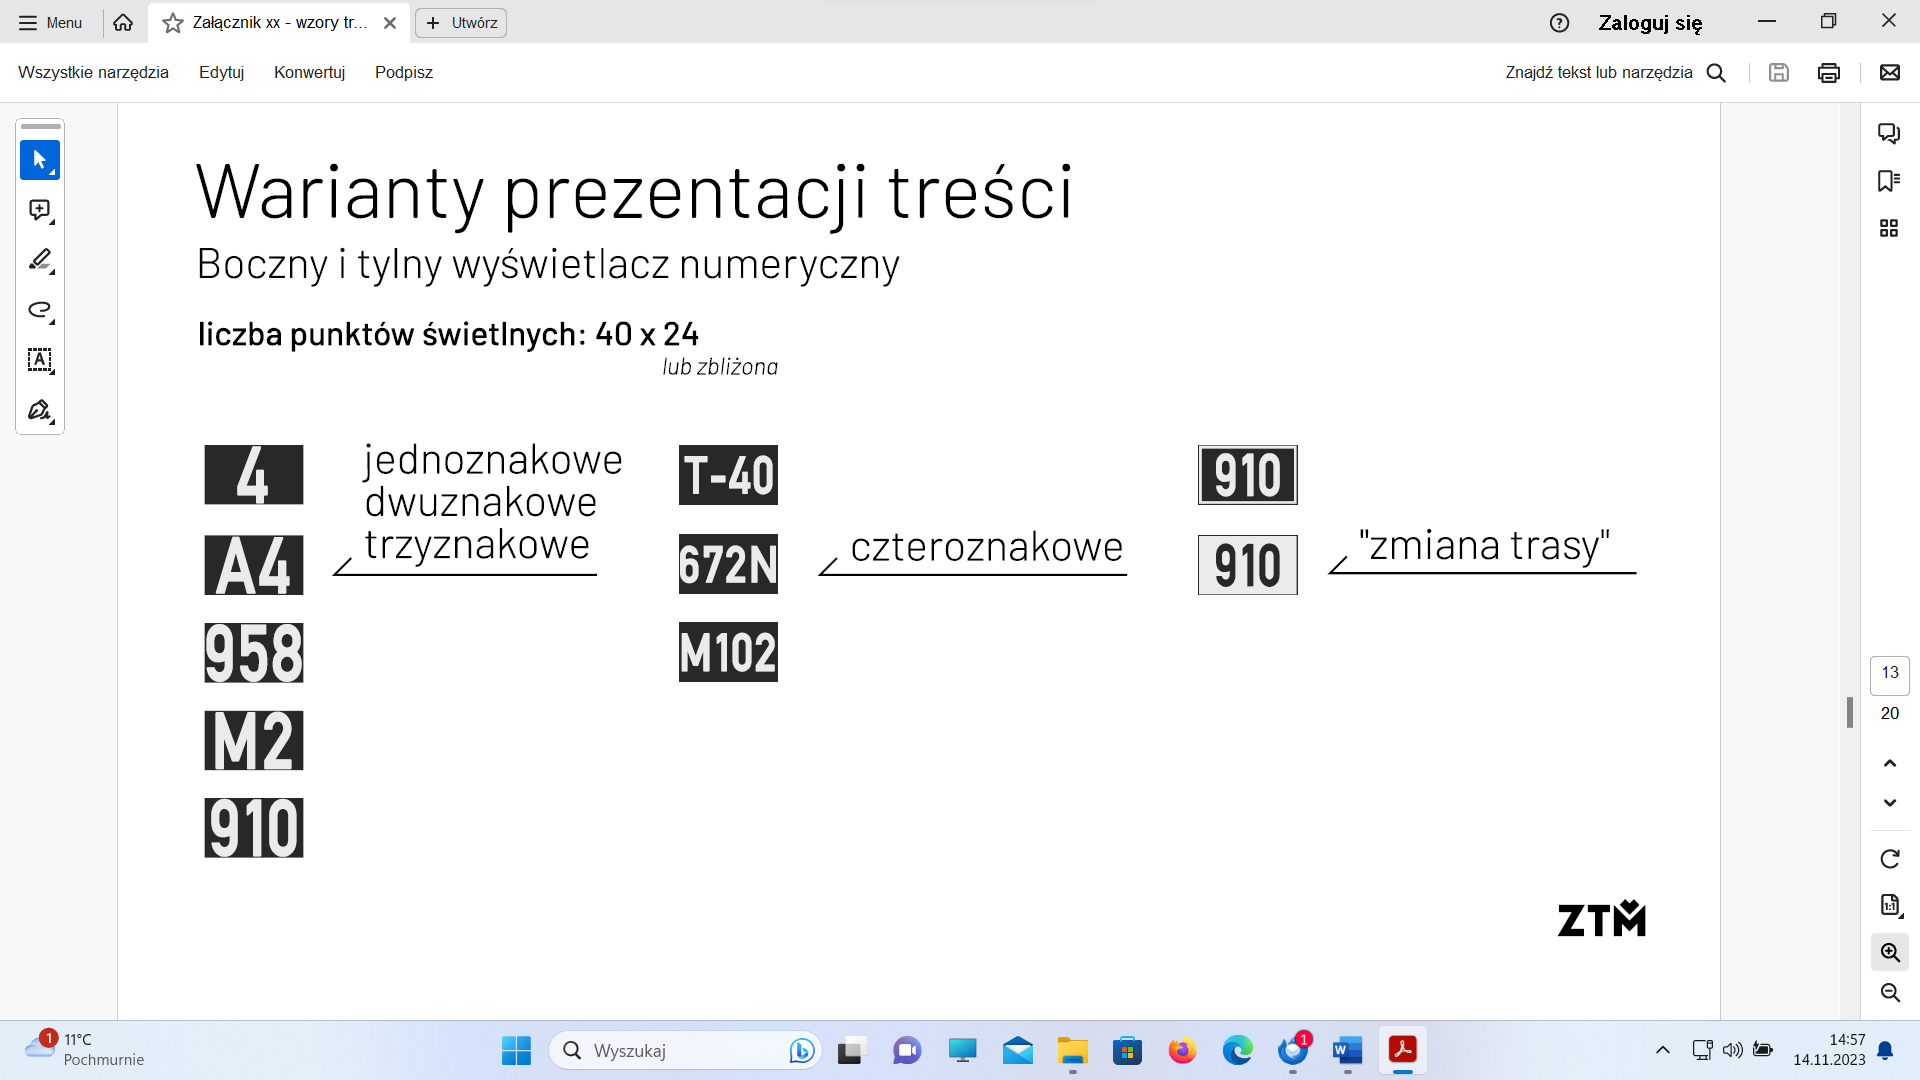 Menu
Załącznik xx - wzory tr...
Utwórz
Zaloguj się
Wszystkie narzędzia
Edytuj
Konwertuj
Podpisz
Znajdź tekst lub narzędzia
Warianty prezentacji treści
Boczny i tylny wyświetlacz numeryczny
liczba punktów świetlnych: 40 x 24
lub zbliżona
4
A4
958
M2
910
jednoznakowe
dwuznakowe
trzyznakowe
T-40
672N
M102
czteroznakowe
910
910
"zmiana trasy"
ZTM
13
20
1
11°C
Pochmurnie
Wyszukaj
1
14:57
14.11.2023